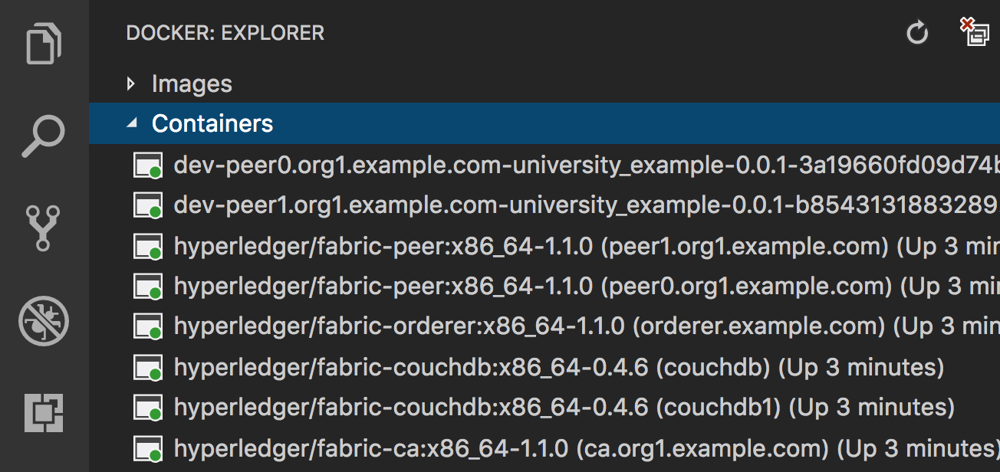 DOCKER: EXPLORER
Images
Containers
dev-peer0.org1.example.com-university_example-0.0.1-3a19660fd09d74b
dev-peer1.org1.example.com-university_example-0.0.1-b8543131883289
hyperledger/fabric-peer:x86_64-1.1.0 (peer1.org1.example.com) (Up 3 min
hyperledger/fabric-peer:x86_64-1.1.0 (peer0.org1.example.com) (Up 3 min
hyperledger/fabric-orderer:x86_64-1.1.0 (orderer.example.com) (Up 3 min
hyperledger/fabric-couchdb:x86_64-0.4.6 (couchdb) (Up 3 minutes)
hyperledger/fabric-couchdb:x86_64-0.4.6 (couchdb1) (Up 3 minutes)
hyperledger/fabric-ca:x86_64-1.1.0 (ca.org1.example.com) (Up 3 minutes)